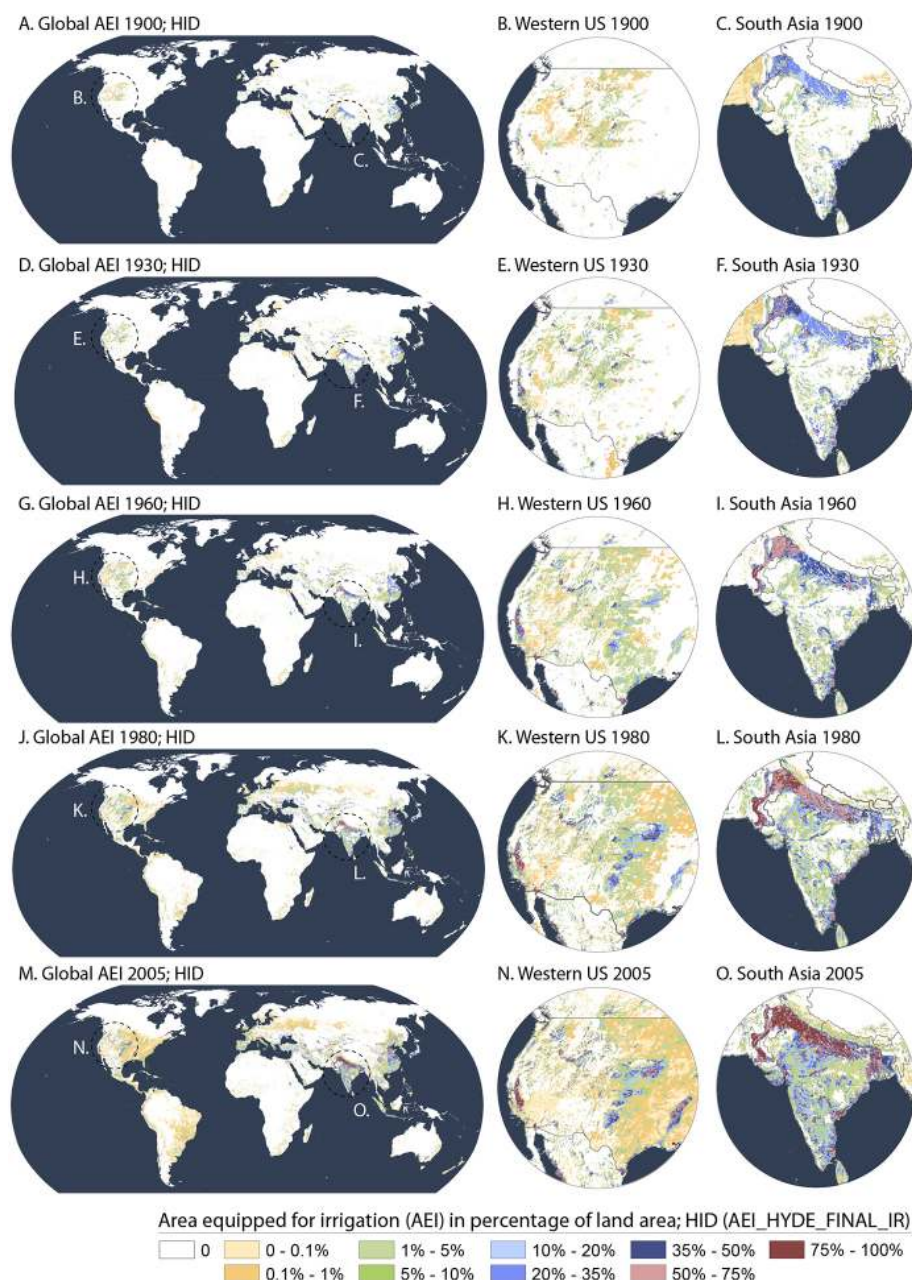 A. Global AEI 1900; HID
B. Western US 1900
C. South Asia 1900
B.
C.
D. Global AEI 1930; HID
E. Western US 1930
F. South Asia 1930
E.
F.
G. Global AEI 1960; HID
H. Western US 1960
I. South Asia 1960
H.
I.
J. Global AEI 1980; HID
K. Western US 1980
L. South Asia 1980
K.
L.
M. Global AEI 2005; HID
N. Western US 2005
O. South Asia 2005
N.
O.
Area equipped for irrigation (AEI) in percentage of land area; HID (AEI_HYDE_FINAL_IR)
0 0 - 0.1% 1% - 5% 10% - 20% 35% - 50% 75% - 100%
0.1% - 1% 5% - 10% 20% - 35% 50% - 75%